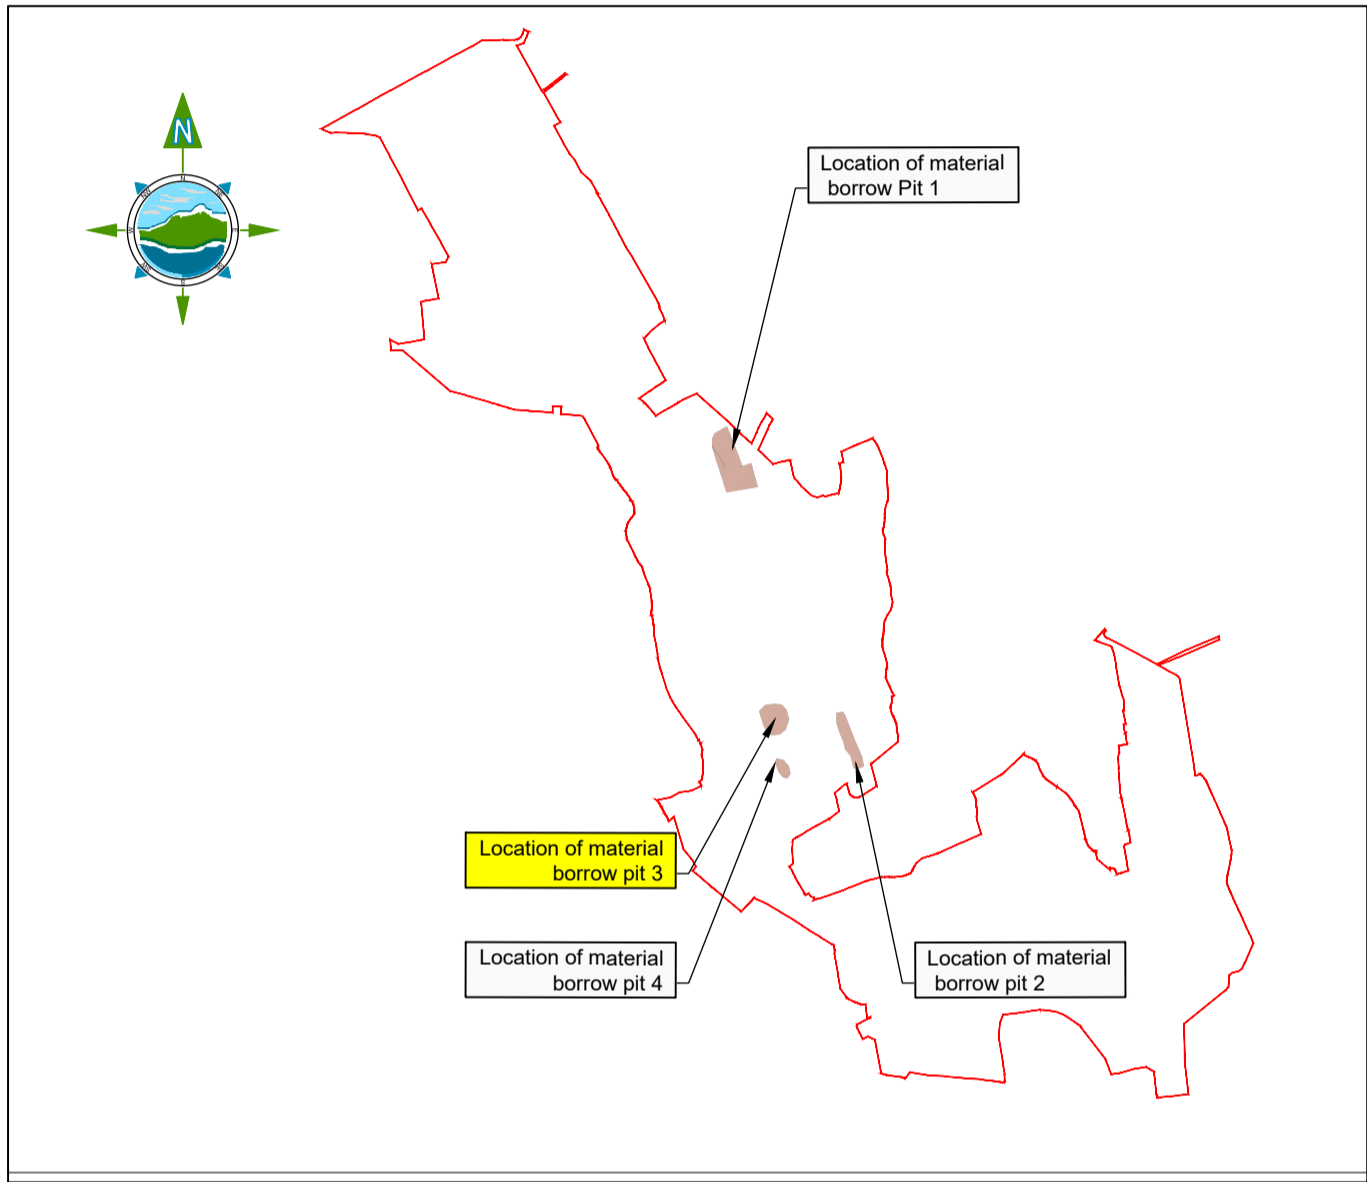 N
Location of material
borrow Pit 1
Location of material
borrow pit 3
Location of material
borrow pit 4
Location of material
borrow pit 2